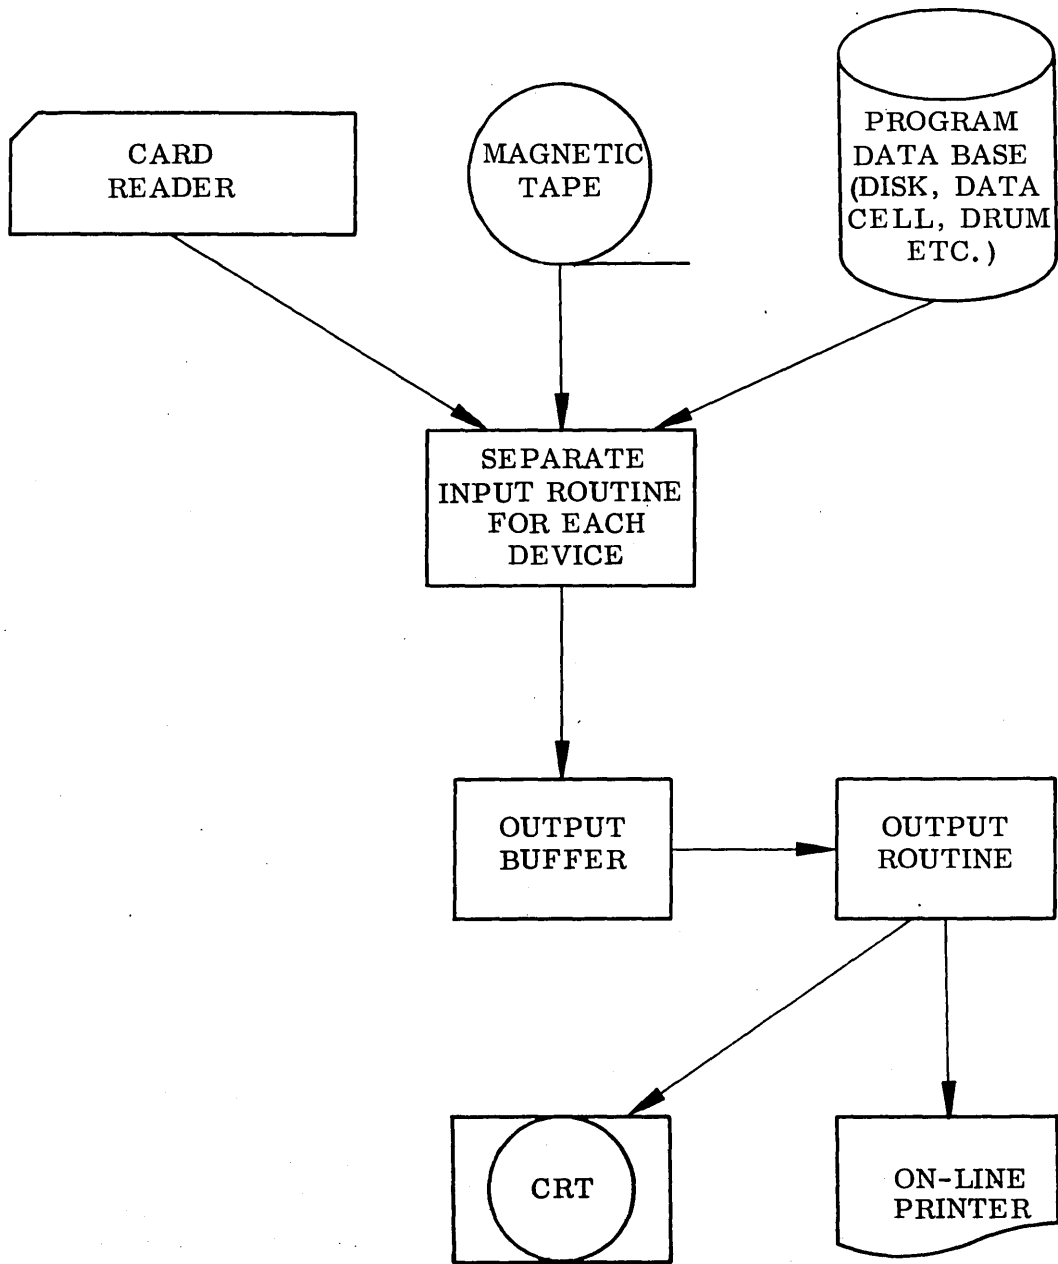 CARD
READER
MAGNETIC
TAPE
PROGRAM
DATA BASE
(DISK, DATA
CELL, DRUM
ETC.)
SEPARATE
INPUT ROUTINE
FOR EACH
DEVICE
OUTPUT
BUFFER
OUTPUT
ROUTINE
CRT
ON-LINE
PRINTER